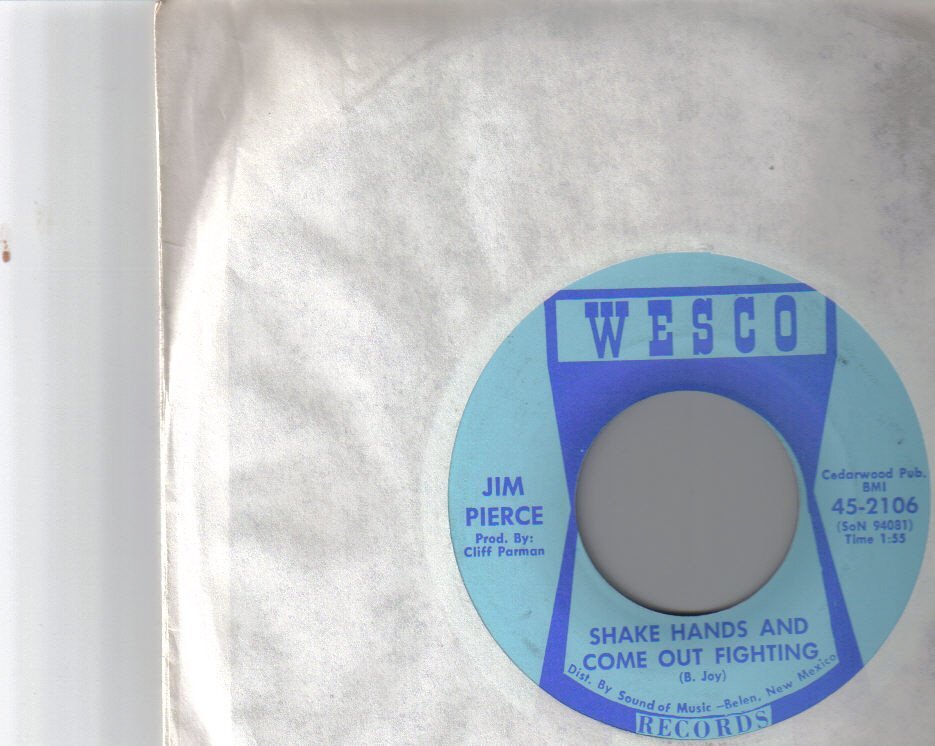 WESCO
JIM
PIERCE
Prod. By:
Cliff Parman
Cedarwood Pub.
BMI
45-2106
(SoN 94081)
Time 1:55
SHAKE HANDS AND
COME OUT FIGHTING
(B. Joy)
Dist. By Sound of Music -Belen, New Mexico
RECORDS